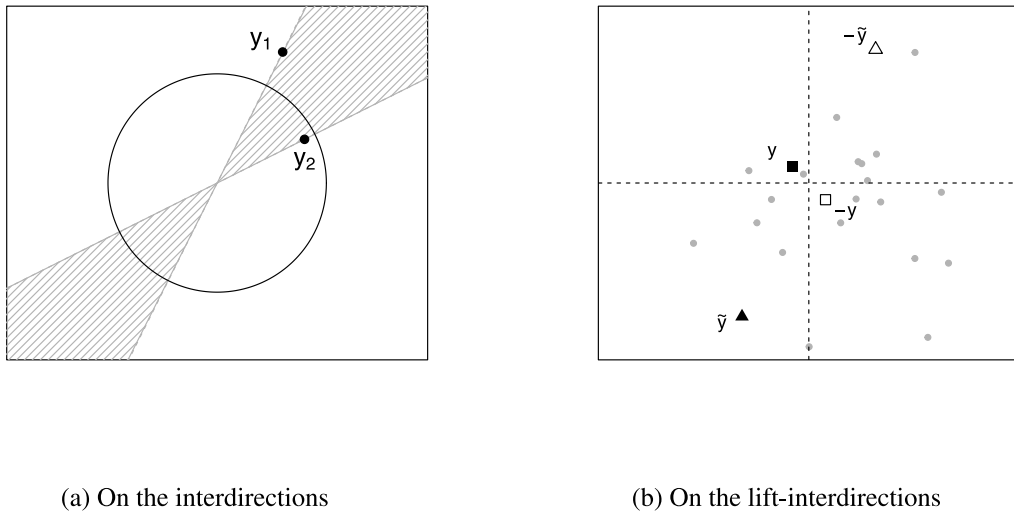 y₁
y₂
−ỹ
y
−y
ỹ
(a) On the interdirections
(b) On the lift-interdirections